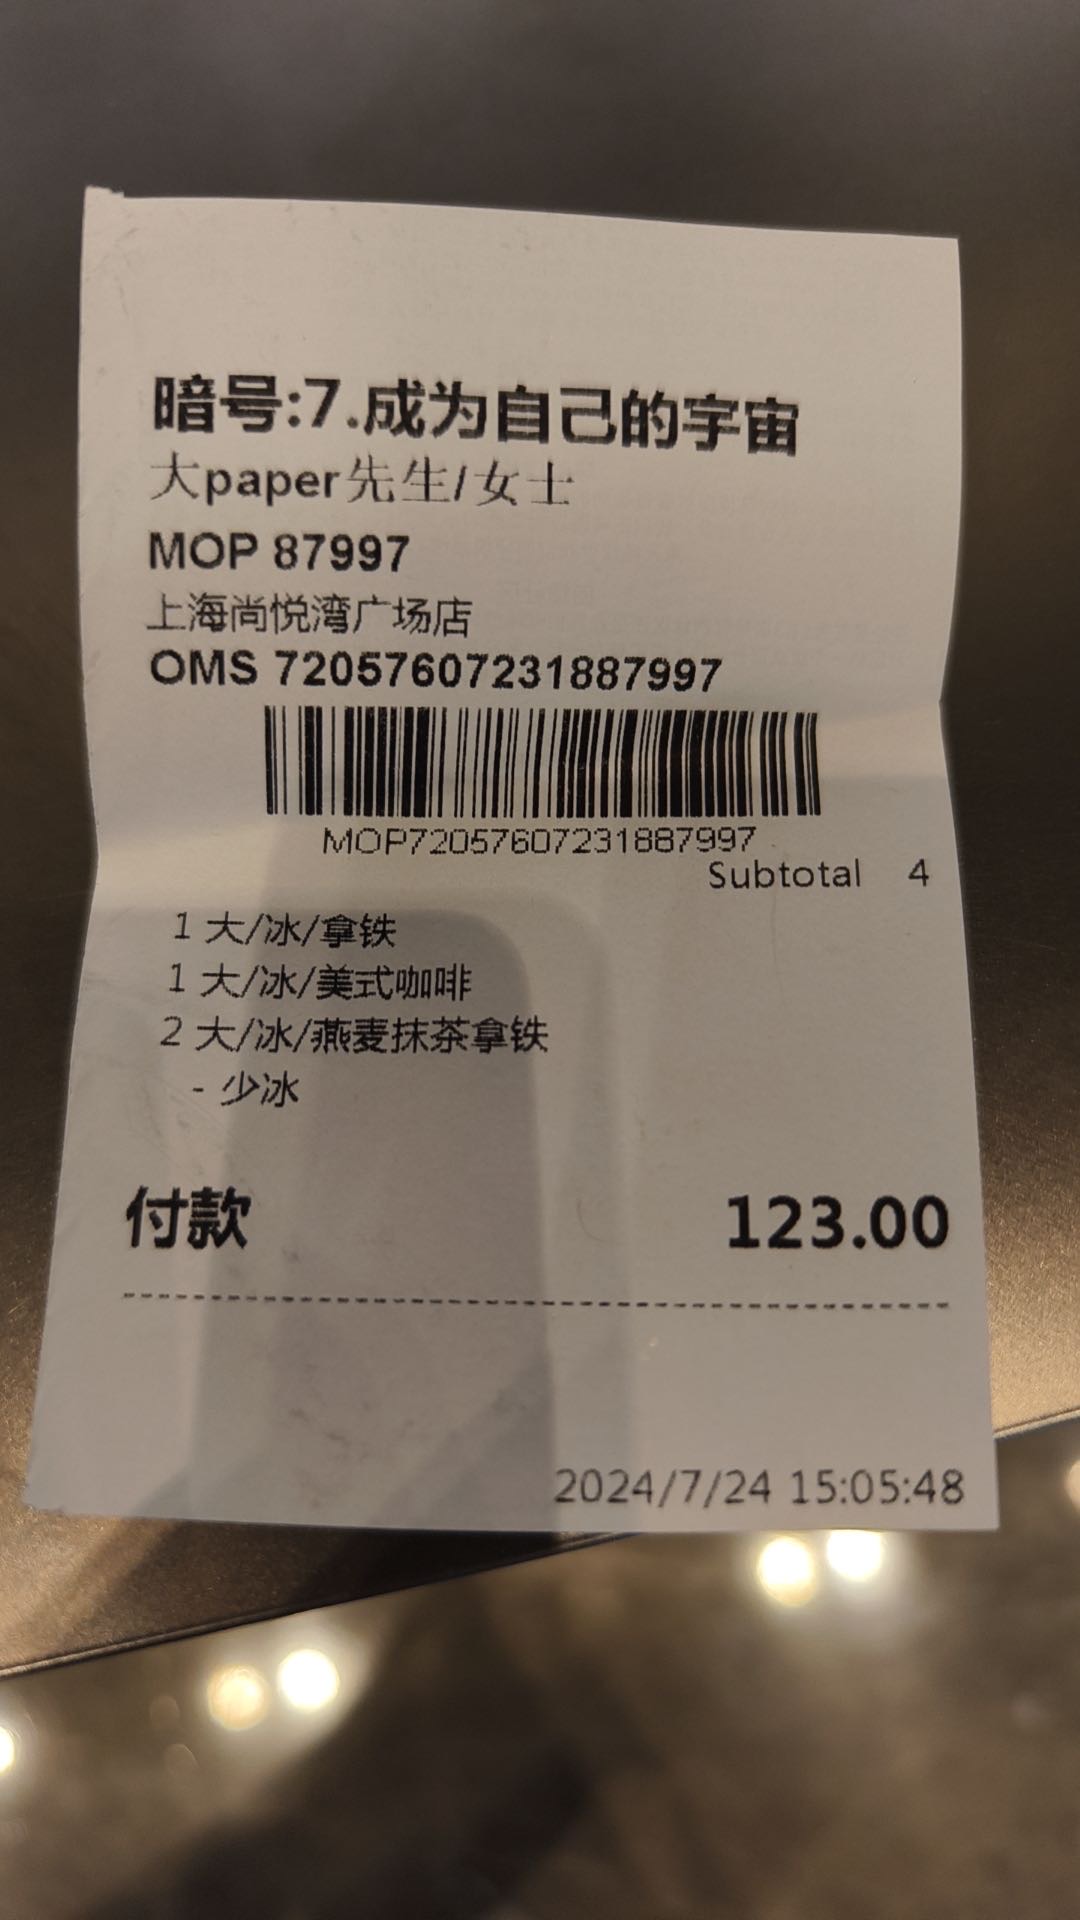 暗号:7.成为自己的宇宙
大paper先生/女士
MOP 87997
上海尚悦湾广场店
OMS 72057607231887997
MOP72057607231887997
Subtotal 4
1 大/冰/拿铁
1 大/冰/美式咖啡
2 大/冰/燕麦抹茶拿铁
- 少冰
付款 123.00
2024/7/24 15:05:48